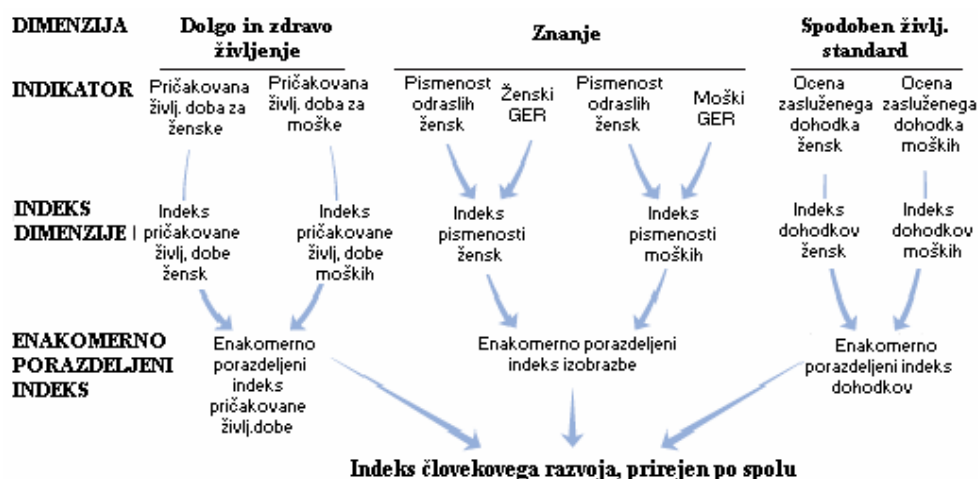 DIMENZIJA
Dolgo in zdravo
življenje
Znanje
Spodoben življ.
standard
INDIKATOR
Pričakovana
življ. doba za
ženske
Pričakovana
življ. doba za
moške
Pismenost
odraslih
žensk
Ženski
GER
Pismenost
odraslih
žensk
Moški
GER
Ocena
zasluženega
dohodka
žensk
Ocena
zasluženega
dohodka
moških
INDEKS
DIMENZIJE
Indeks
pričakovane
življ, dobe
žensk
Indeks
pričakovane
življ, dobe
moških
Indeks
pismenosti
žensk
Indeks
pismenosti
moških
Indeks
dohodkov
žensk
Indeks
dohodkov
moških
ENAKOMERNO
PORAZDELJENI
INDEKS
Enakomerno
porazdeljeni
indeks
pričakovane
življ.dobe
Enakomerno porazdeljeni
indeks izobrazbe
Enakomerno
porazdeljeni indeks
dohodkov
Indeks človekovega razvoja, prirejen po spolu